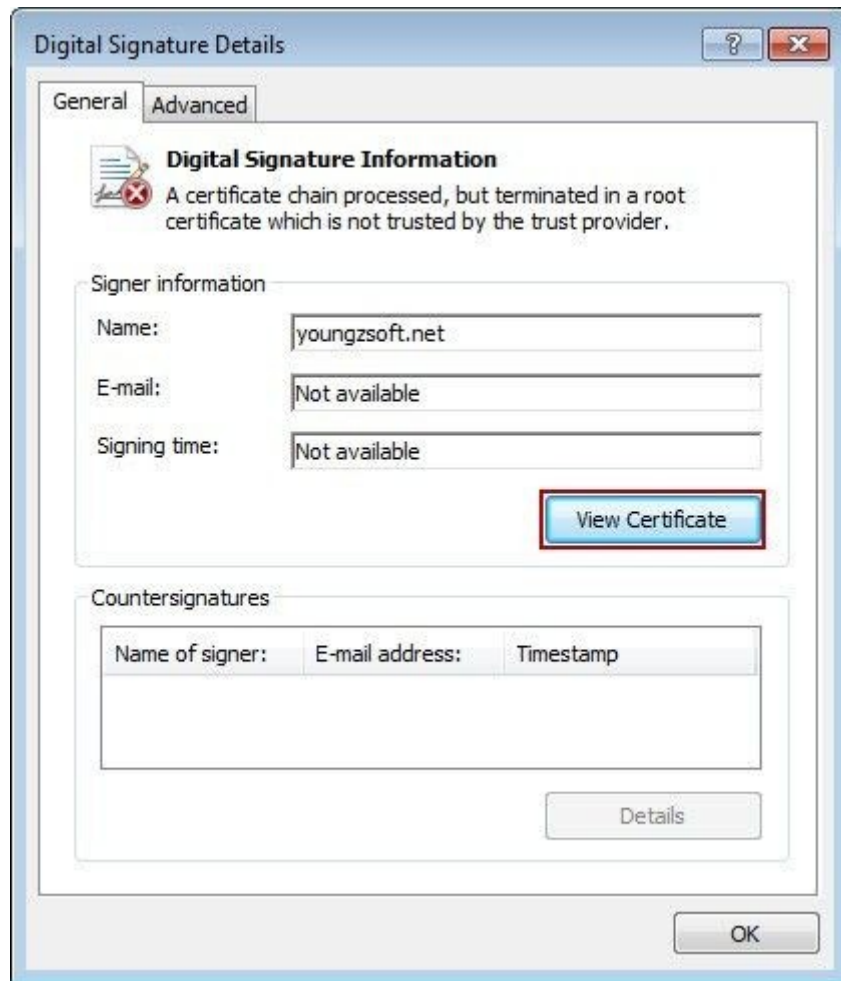 Digital Signature Details
General Advanced
Digital Signature Information
A certificate chain processed, but terminated in a root
certificate which is not trusted by the trust provider.
Signer information
Name: youngzsoft.net
E-mail: Not available
Signing time: Not available
View Certificate
Countersignatures
Name of signer: E-mail address: Timestamp
Details
OK